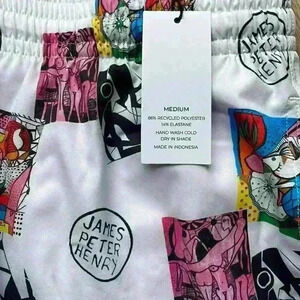 JAMES
PETER
HENRY
MEDIUM
86% RECYCLED POLYESTER
14% ELASTANE
HAND WASH COLD
DRY IN SHADE
MADE IN INDONESIA
JAMES
PETER
HENRY